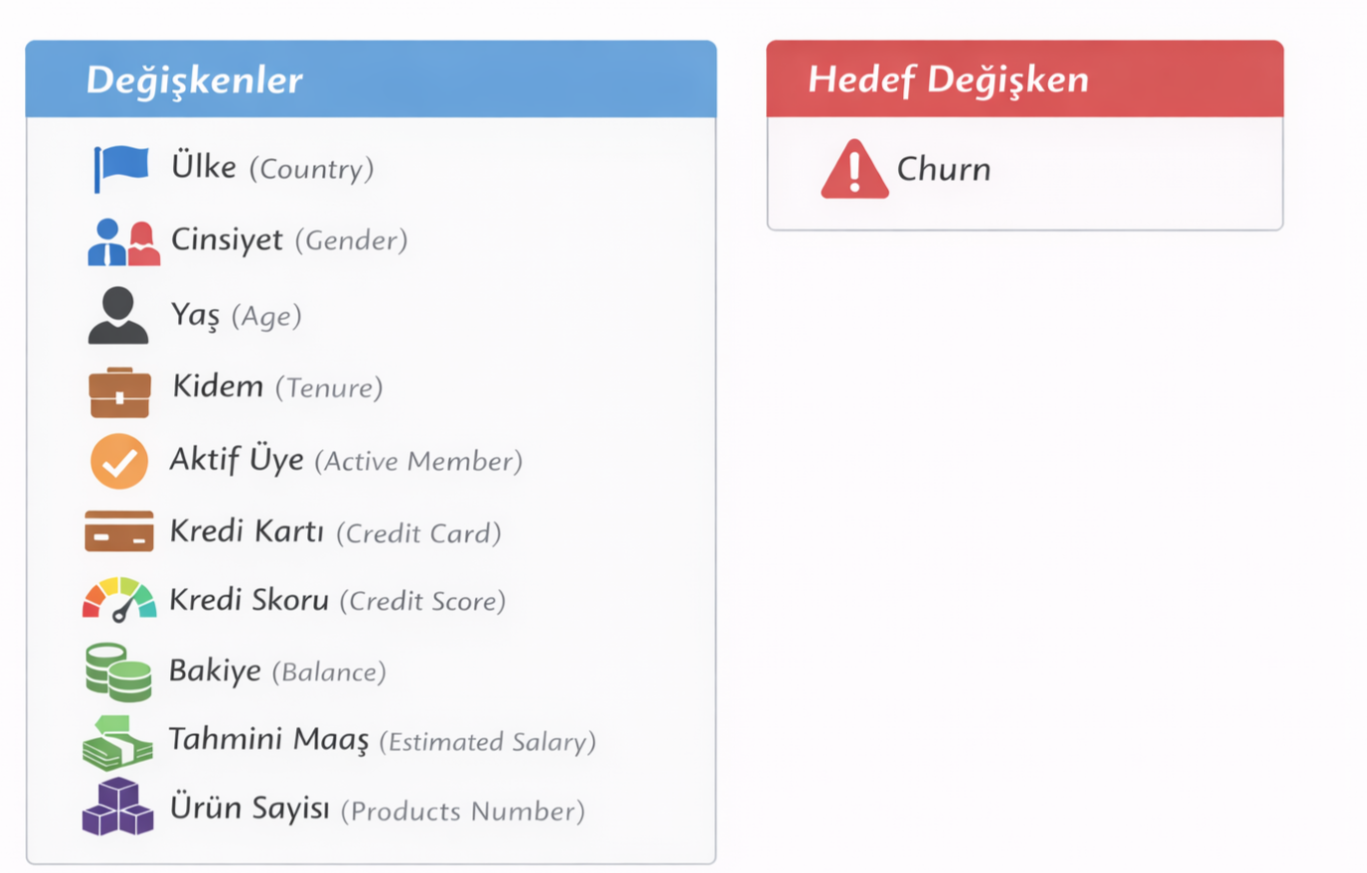 Değişkenler
Ülke (Country)
Cinsiyet (Gender)
Yaş (Age)
Kidem (Tenure)
Aktif Üye (Active Member)
Kredi Kartı (Credit Card)
Kredi Skoru (Credit Score)
Bakiye (Balance)
Tahmini Maaş (Estimated Salary)
Ürün Sayısı (Products Number)
Hedef Değişken
Churn